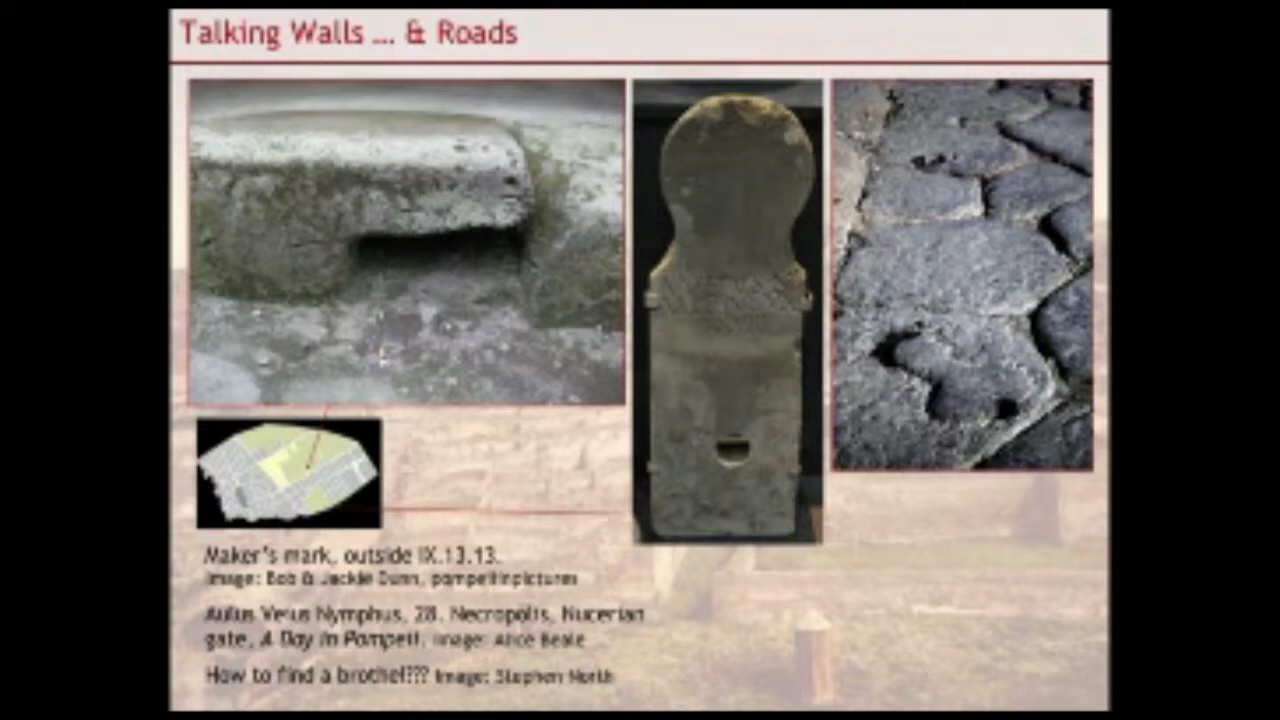 Talking Walls ... & Roads
Maker's mark, outside IX.13.13.
Image: Bob & Jackie Dunn, pompeiiinpictures
Aulus Veius Nymphus, 28. Necropolis, Nucerian
gate, A Day in Pompeii, Image: Alice Beale
How to find a brothel??? Image: Stephen North